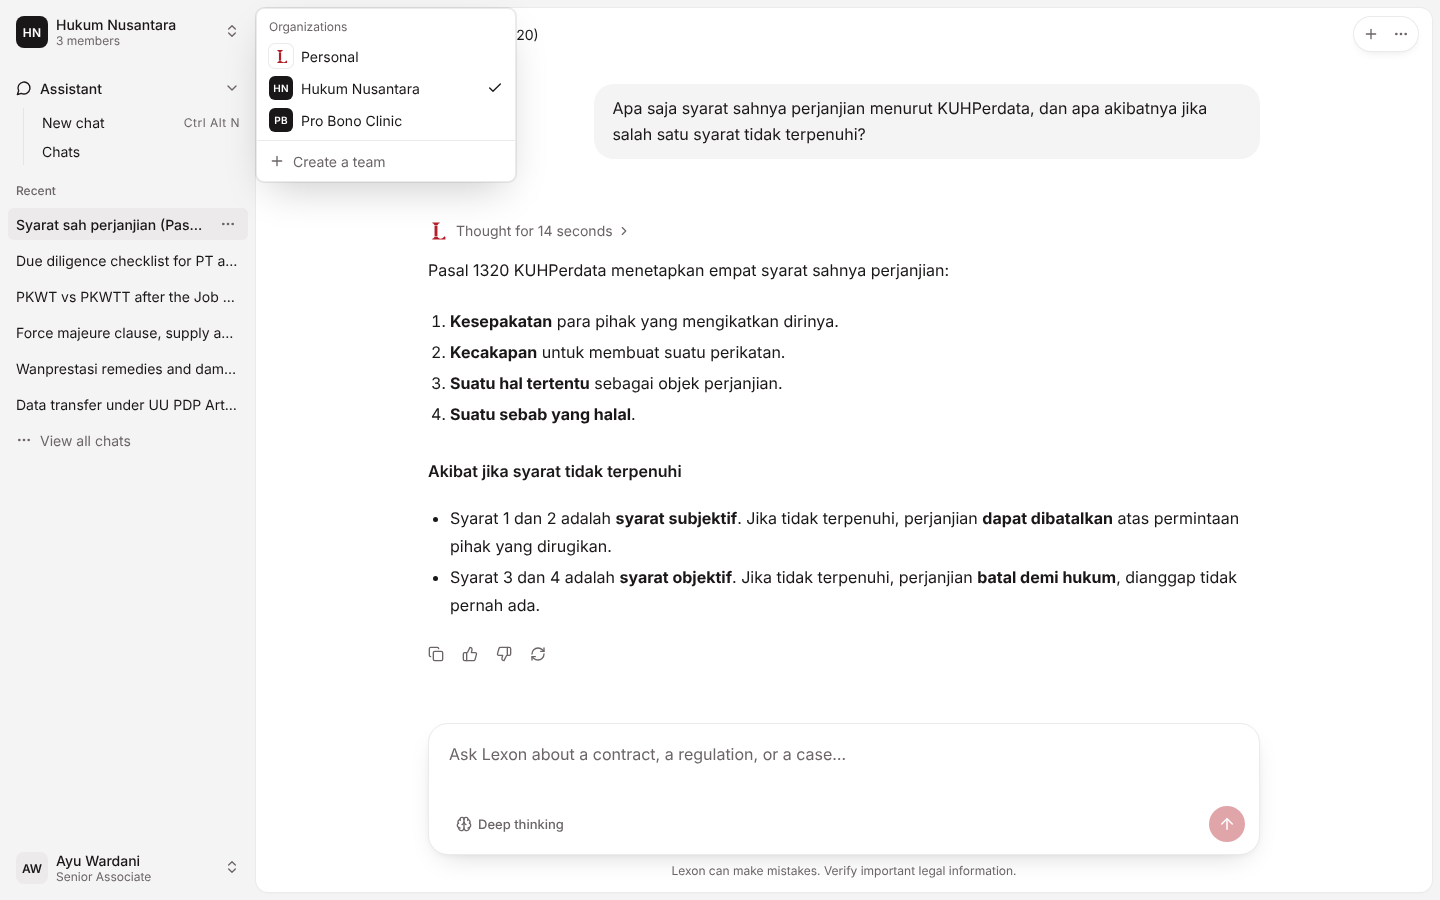 HN
Hukum Nusantara
3 members
Assistant
New chat
Ctrl Alt N
Chats
Recent
Syarat sah perjanjian (Pas...
Due diligence checklist for PT a...
PKWT vs PKWTT after the Job ...
Force majeure clause, supply a...
Wanprestasi remedies and dam...
Data transfer under UU PDP Art...
View all chats
AW
Ayu Wardani
Senior Associate
Organizations
L
Personal
HN
Hukum Nusantara
PB
Pro Bono Clinic
Create a team
20)
Apa saja syarat sahnya perjanjian menurut KUHPerdata, dan apa akibatnya jika
salah satu syarat tidak terpenuhi?
L
Thought for 14 seconds
Pasal 1320 KUHPerdata menetapkan empat syarat sahnya perjanjian:
1. Kesepakatan para pihak yang mengikatkan dirinya.
2. Kecakapan untuk membuat suatu perikatan.
3. Suatu hal tertentu sebagai objek perjanjian.
4. Suatu sebab yang halal.
Akibat jika syarat tidak terpenuhi
• Syarat 1 dan 2 adalah syarat subjektif. Jika tidak terpenuhi, perjanjian dapat dibatalkan atas permintaan
pihak yang dirugikan.
• Syarat 3 dan 4 adalah syarat objektif. Jika tidak terpenuhi, perjanjian batal demi hukum, dianggap tidak
pernah ada.
Ask Lexon about a contract, a regulation, or a case...
Deep thinking
Lexon can make mistakes. Verify important legal information.